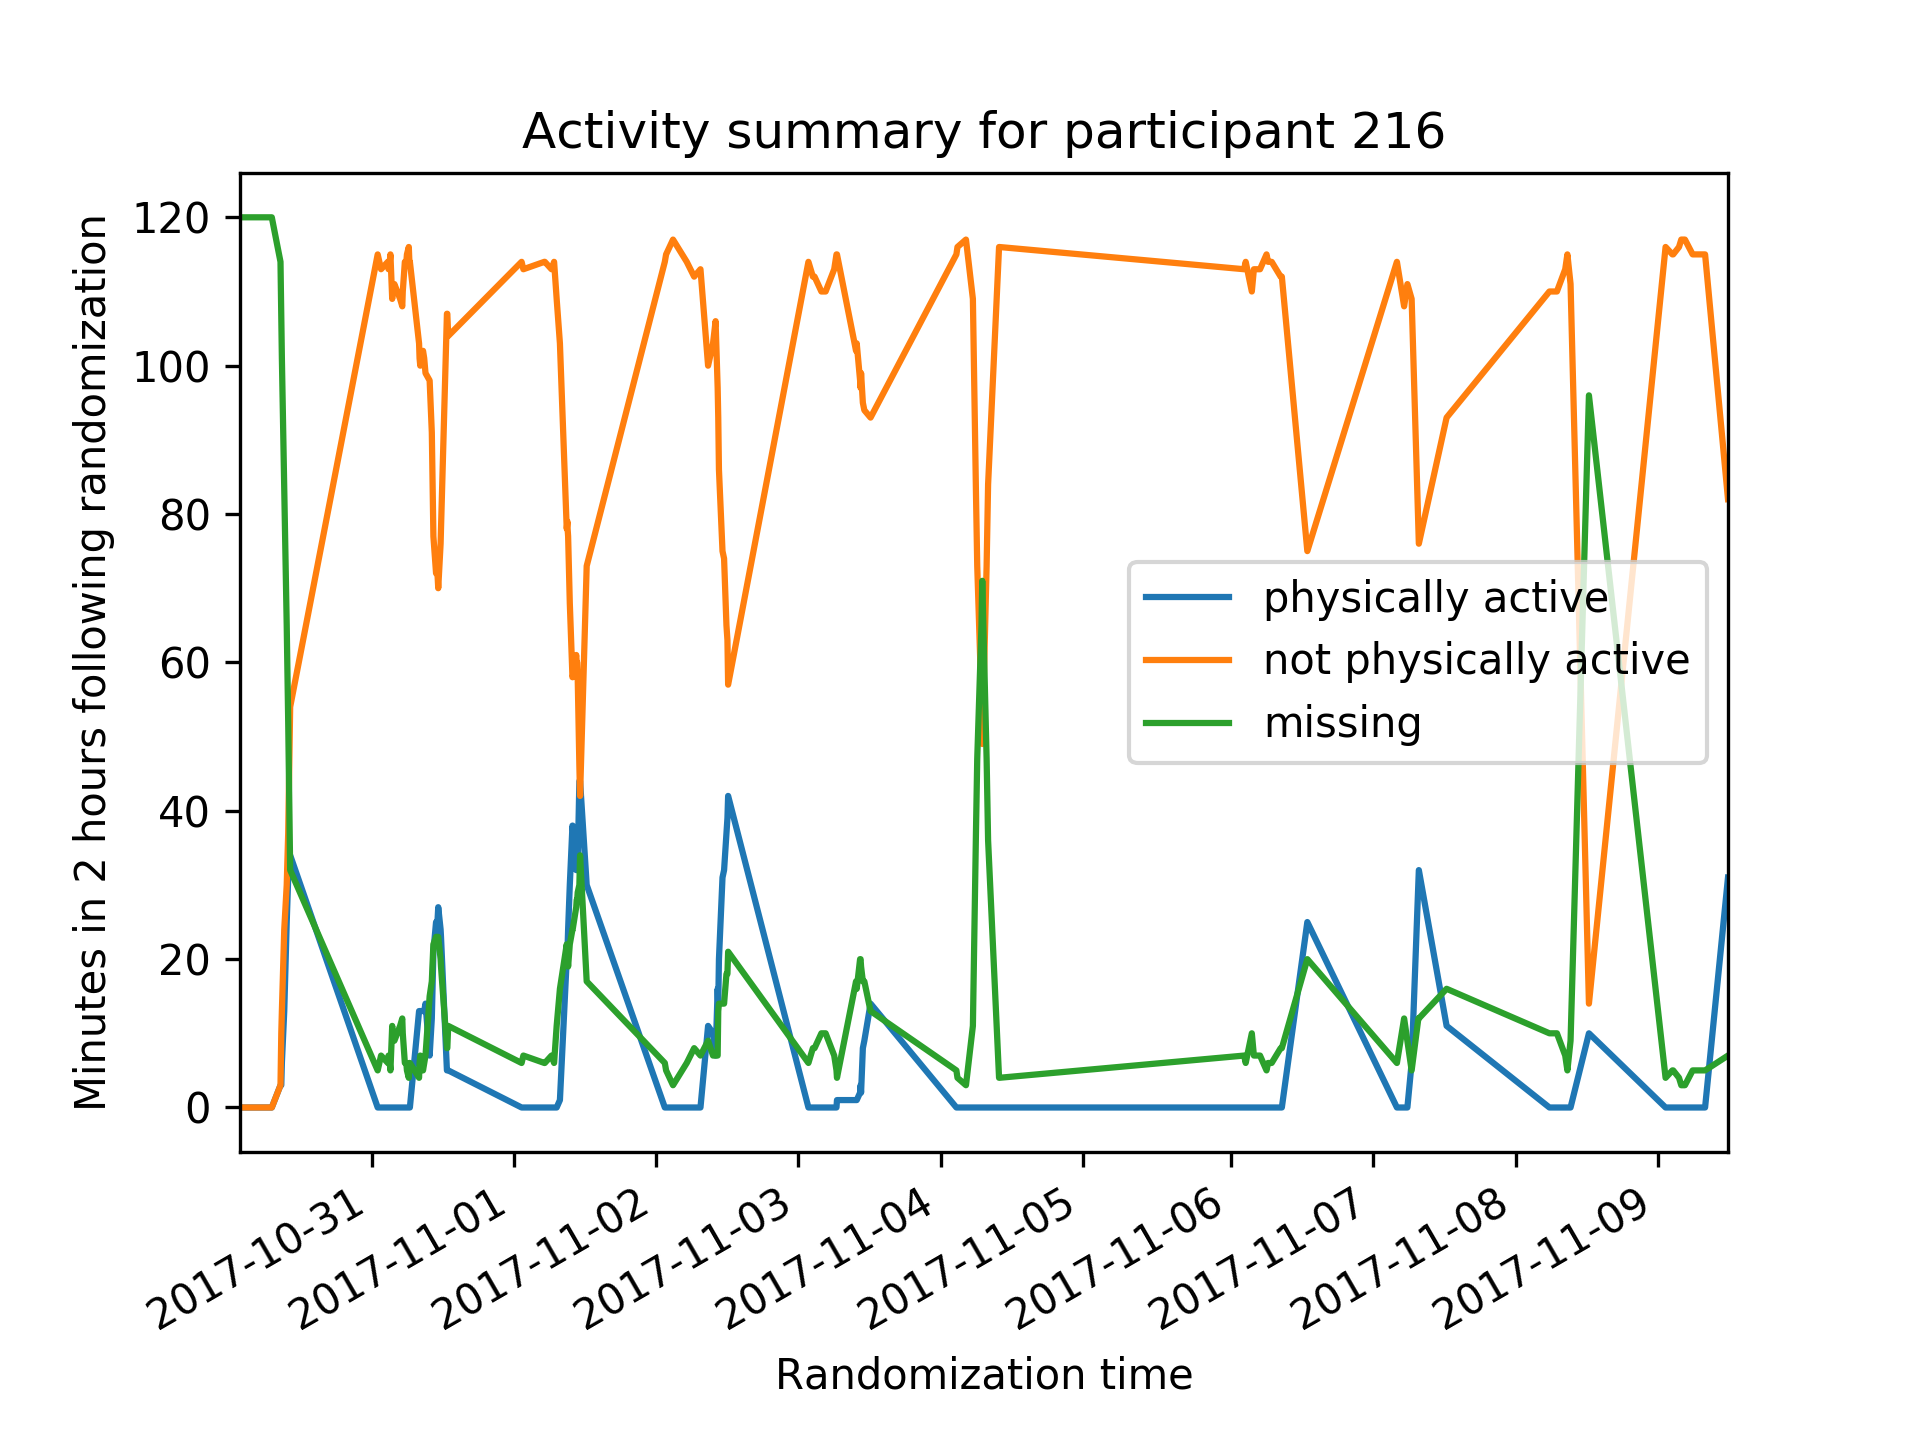 Activity summary for participant 216
Minutes in 2 hours following randomization
120
100
80
60
40
20
0
physically active
not physically active
missing
2017-10-31
2017-11-01
2017-11-02
2017-11-03
2017-11-04
2017-11-05
2017-11-06
2017-11-07
2017-11-08
2017-11-09
Randomization time